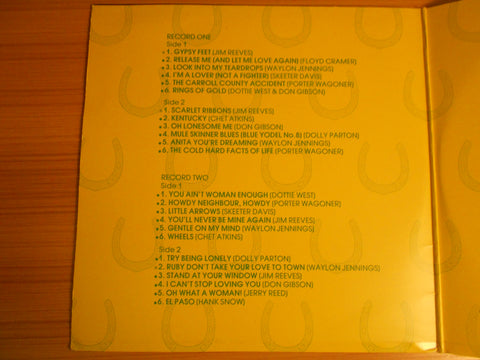 RECORD ONE
Side 1
1. GYPSY FEET (JIM REEVES)
2. RELEASE ME (AND LET ME LOVE AGAIN) (FLOYD CRAMER)
3. LOOK INTO MY TEARDROPS (WAYLON JENNINGS)
4. I'M A LOVER (NOT A FIGHTER) (SKEETER DAVIS)
5. THE CARROLL COUNTY ACCIDENT (PORTER WAGONER)
6. RINGS OF GOLD (DOTTIE WEST & DON GIBSON)
Side 2
1. SCARLET RIBBONS (JIM REEVES)
2. KENTUCKY (CHET ATKINS)
3. OH LONESOME ME (DON GIBSON)
4. MULE SKINNER BLUES (BLUE YODEL No.8) (DOLLY PARTON)
5. ANITA YOU'RE DREAMING (WAYLON JENNINGS)
6. THE COLD HARD FACTS OF LIFE (PORTER WAGONER)
RECORD TWO
Side 1
1. YOU AIN'T WOMAN ENOUGH (DOTTIE WEST)
2. HOWDY NEIGHBOUR, HOWDY (PORTER WAGONER)
3. LITTLE ARROWS (SKEETER DAVIS)
4. YOU'LL NEVER BE MINE AGAIN (JIM REEVES)
5. GENTLE ON MY MIND (WAYLON JENNINGS)
6. WHEELS (CHET ATKINS)
Side 2
1. TRY BEING LONELY (DOLLY PARTON)
2. RUBY DON'T TAKE YOUR LOVE TO TOWN (WAYLON JENNINGS)
3. STAND AT YOUR WINDOW (JIM REEVES)
4. I CAN'T STOP LOVING YOU (DON GIBSON)
5. OH WHAT A WOMAN! (JERRY REED)
6. EL PASO (HANK SNOW)